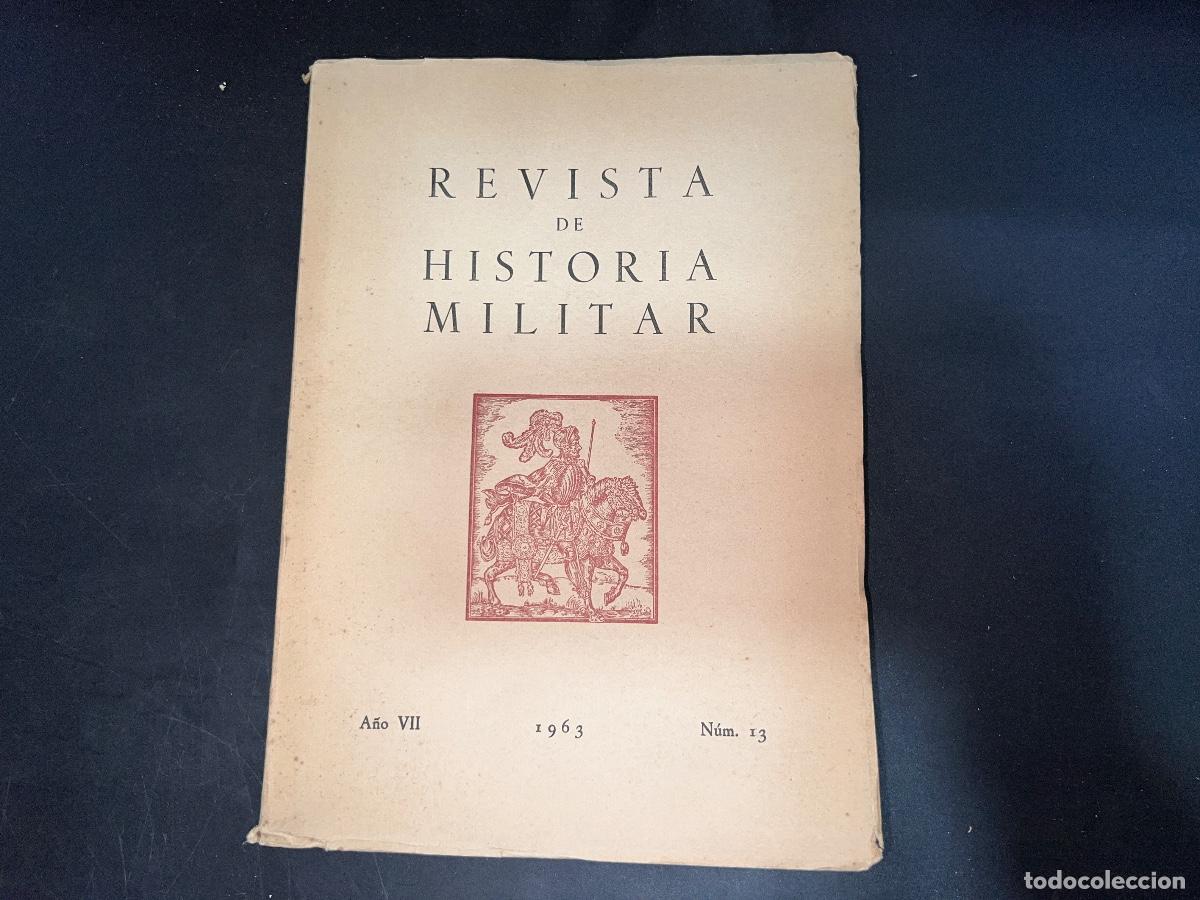 REVISTA
DE
HISTORIA
MILITAR
Año VII 1963 Núm. 13
todocoleccion